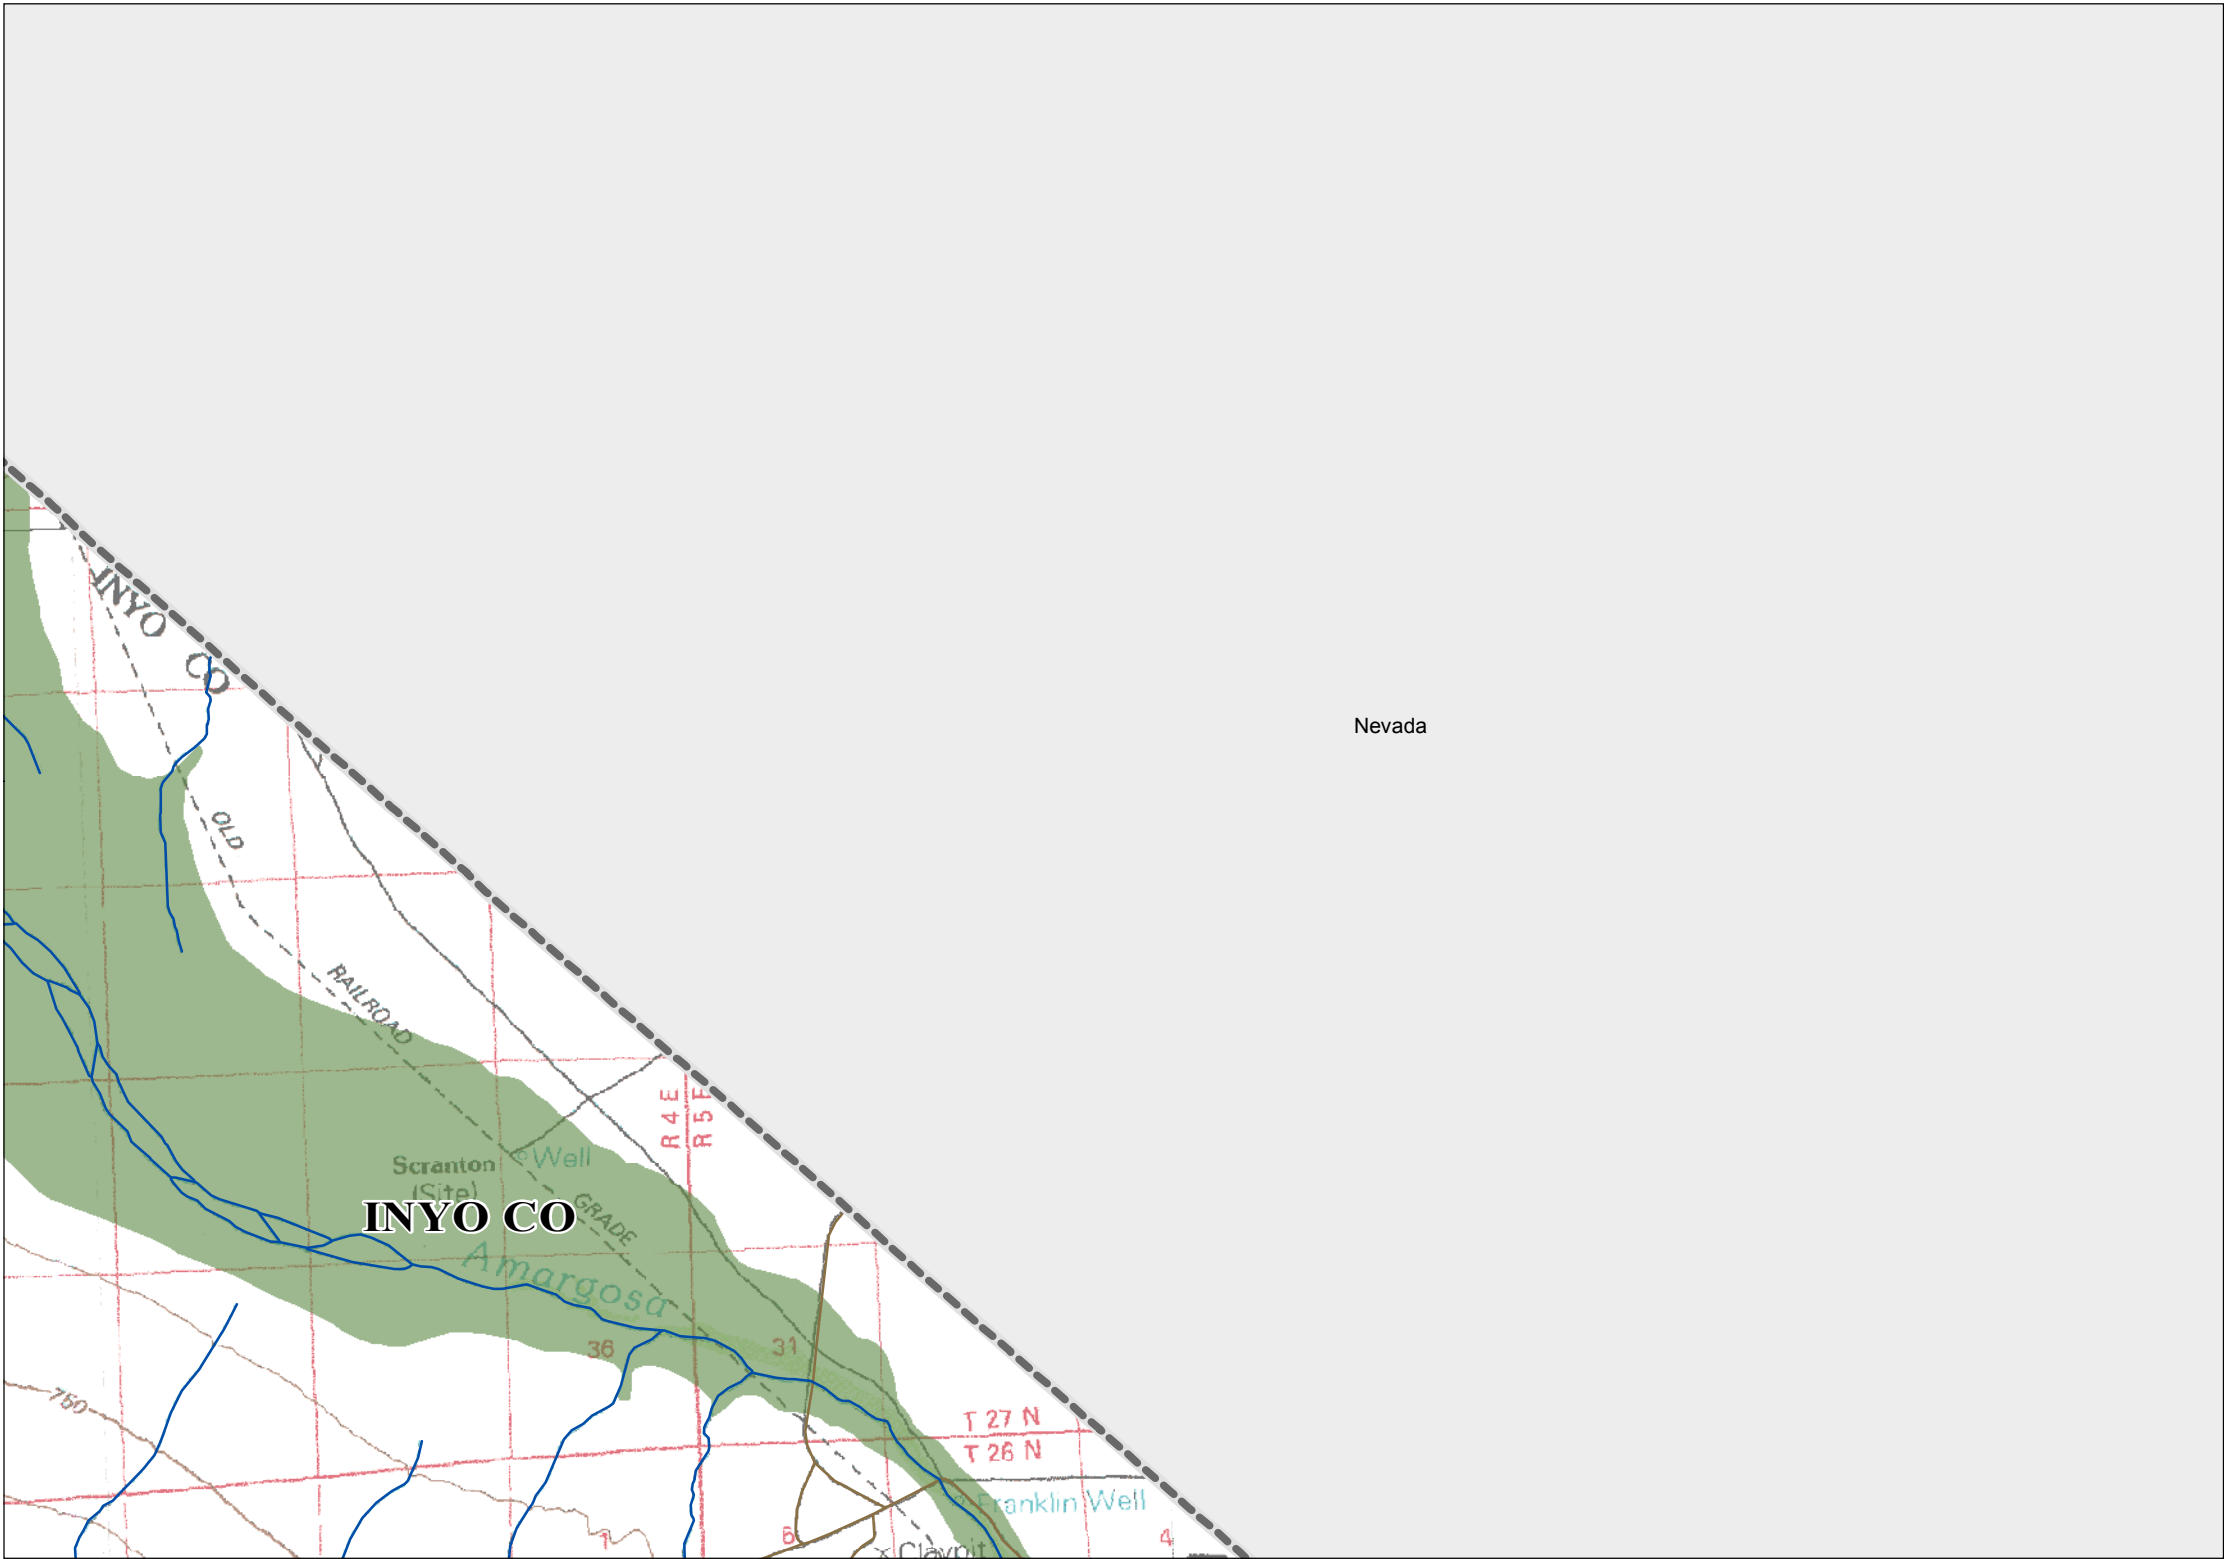 INYO CO
Nevada
OLD
RAILROAD
R 4 E
R 5 E
Well
Scranton
(Site)
GRADE
INYO CO
Amargosa
36
31
750
T 27 N
T 26 N
Franklin Well
1
6
4
Claypit